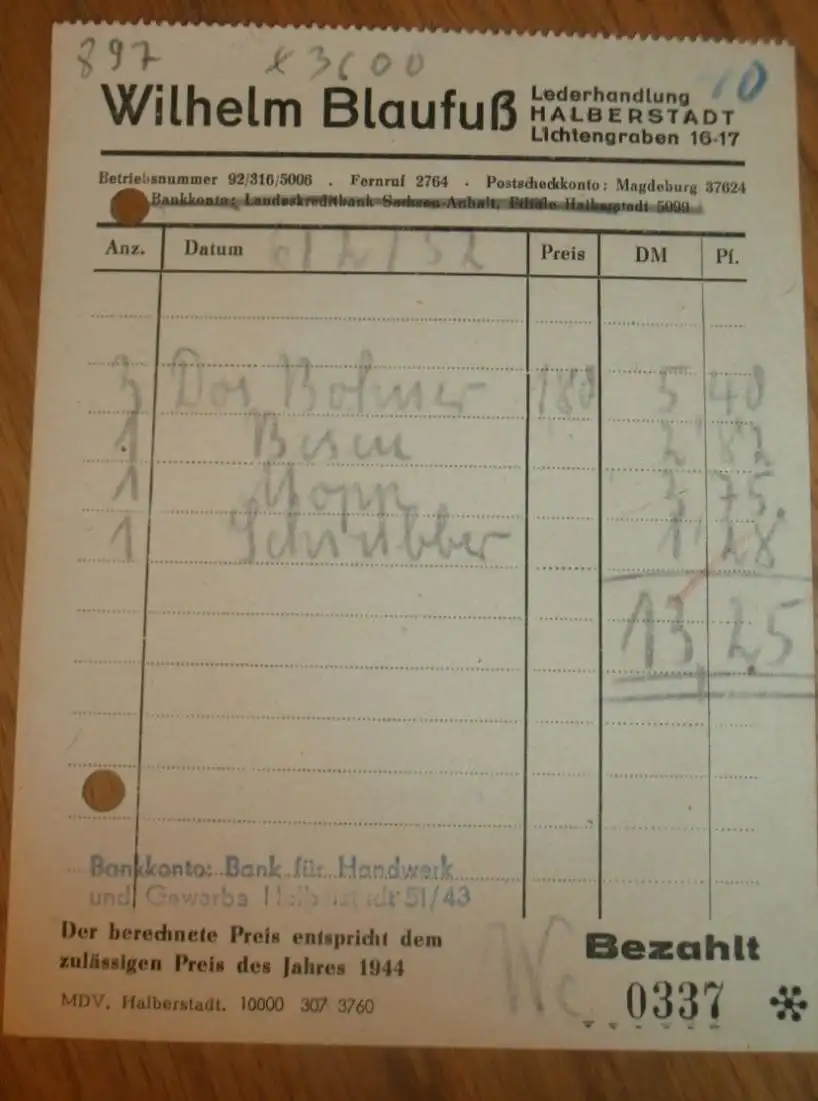 897 x 3600 10
Wilhelm Blaufuß
Lederhandlung
HALBERSTADT
Lichtengraben 16-17
Betriebsnummer 92/316/5006 . Fernruf 2764 . Postscheckkonto: Magdeburg 37624
Bankkonto: Landeskreditbank Sachsen-Anhalt, Filiale Halberstadt 5099
Anz. Datum 6/2/52 Preis DM Pf.
3 Dos Bohner 180 5 40
1 Besen 2 82
1 Mopp 3 75
1 Schrubber 1 28
13,25
Bankkonto: Bank für Handwerk
und Gewerbe Halberstadt 51/43
Der berechnete Preis entspricht dem
zulässigen Preis des Jahres 1944
MDV. Halberstadt. 10000 307 3760
Bezahlt
0337